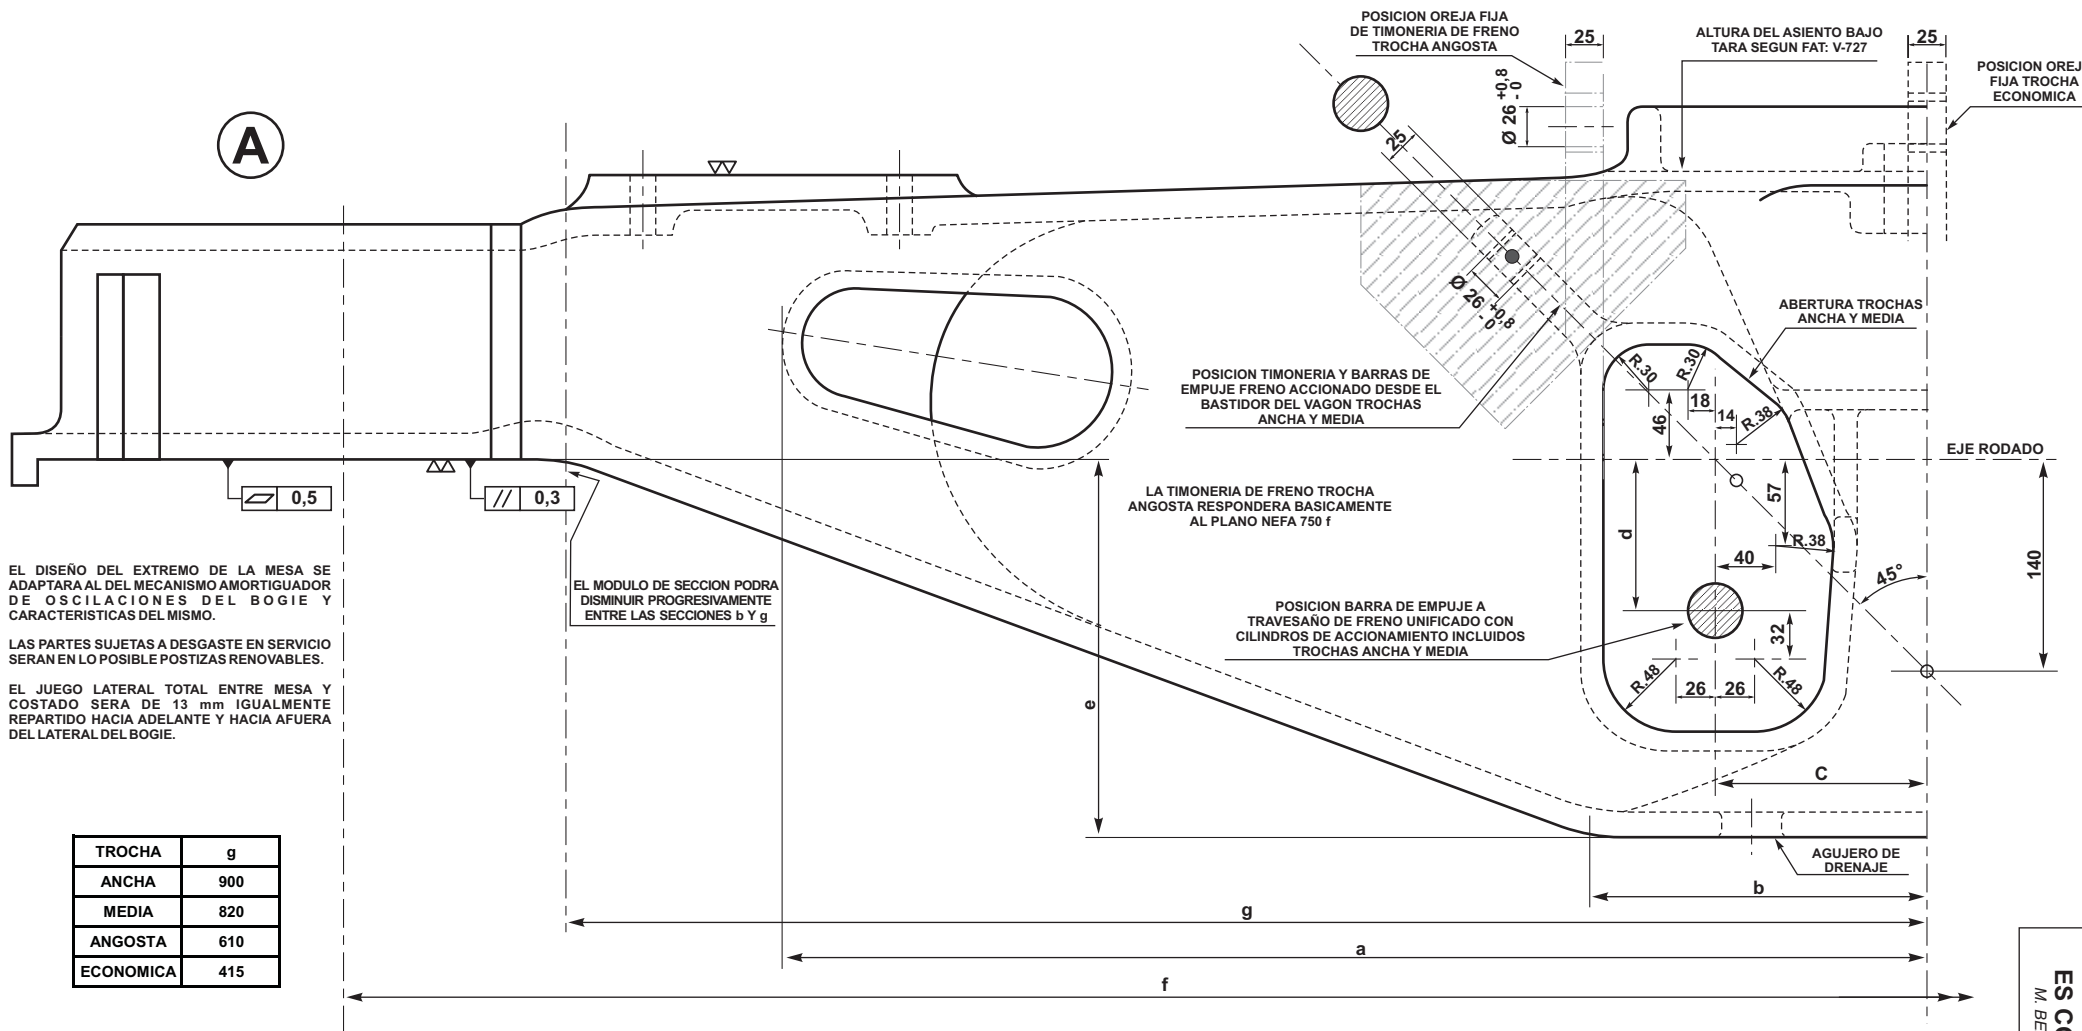 A
POSICION OREJA FIJA
DE TIMONERIA DE FRENO
TROCHA ANGOSTA
25
ALTURA DEL ASIENTO BAJO
TARA SEGUN FAT: V-727
25
POSICION OREJ
FIJA TROCHA
ECONOMICA
Ø 26 +0,8 - 0
25
Ø 26 +0,8 - 0
ABERTURA TROCHAS
ANCHA Y MEDIA
POSICION TIMONERIA Y BARRAS DE
EMPUJE FRENO ACCIONADO DESDE EL
BASTIDOR DEL VAGON TROCHAS
ANCHA Y MEDIA
R.30
R.30
18
14
R.38
46
EJE RODADO
0,5
// 0,3
LA TIMONERIA DE FRENO TROCHA
ANGOSTA RESPONDERA BASICAMENTE
AL PLANO NEFA 750 f
57
d
R.38
40
45°
140
EL DISEÑO DEL EXTREMO DE LA MESA SE
ADAPTARA AL DEL MECANISMO AMORTIGUADOR
DE OSCILACIONES DEL BOGIE Y
CARACTERISTICAS DEL MISMO.
LAS PARTES SUJETAS A DESGASTE EN SERVICIO
SERAN EN LO POSIBLE POSTIZAS RENOVABLES.
EL JUEGO LATERAL TOTAL ENTRE MESA Y
COSTADO SERA DE 13 mm IGUALMENTE
REPARTIDO HACIA ADELANTE Y HACIA AFUERA
DEL LATERAL DEL BOGIE.
EL MODULO DE SECCION PODRA
DISMINUIR PROGRESIVAMENTE
ENTRE LAS SECCIONES b Y g
POSICION BARRA DE EMPUJE A
TRAVESAÑO DE FRENO UNIFICADO CON
CILINDROS DE ACCIONAMIENTO INCLUIDOS
TROCHAS ANCHA Y MEDIA
32
R.48
26
26
R.48
e
C
AGUJERO DE
DRENAJE
b
g
a
f
TROCHA g
ANCHA 900
MEDIA 820
ANGOSTA 610
ECONOMICA 415
ES CO
M. BE